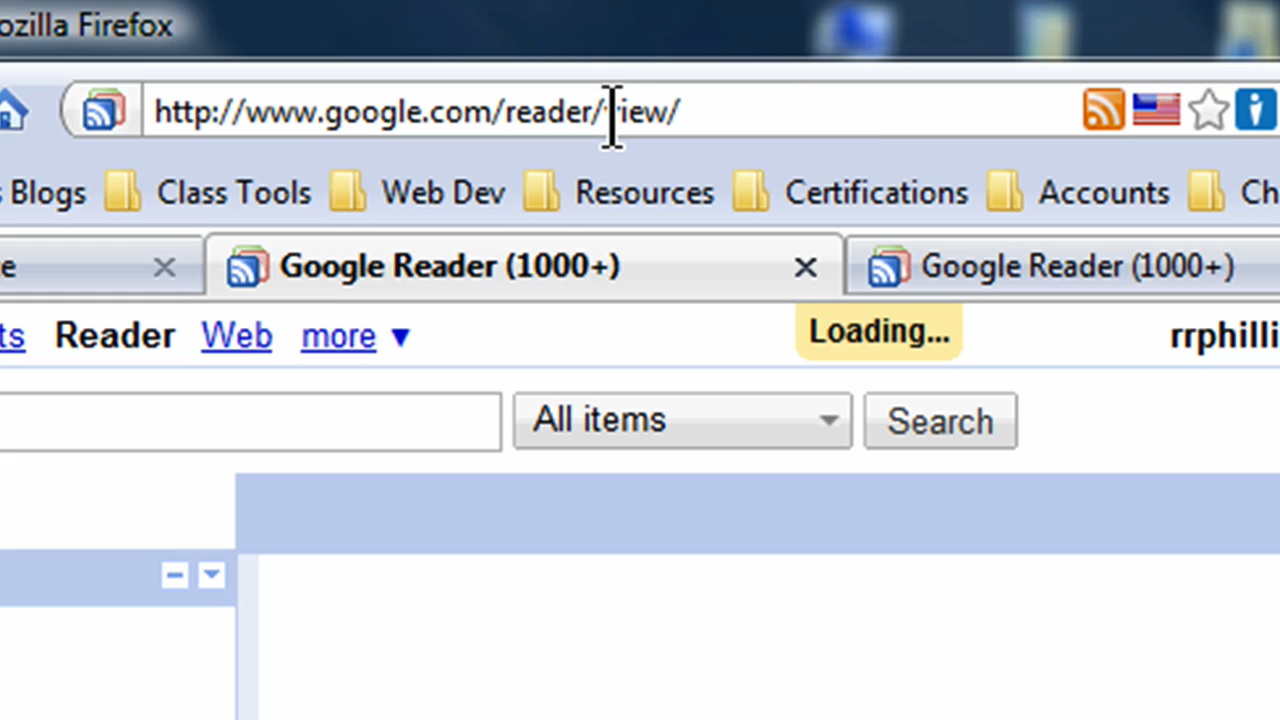 ozilla Firefox
http://www.google.com/reader/view/
s Blogs Class Tools Web Dev Resources Certifications Accounts Ch
e Google Reader (1000+) Google Reader (1000+)
ts Reader Web more ▼ Loading... rrphilli
All items Search